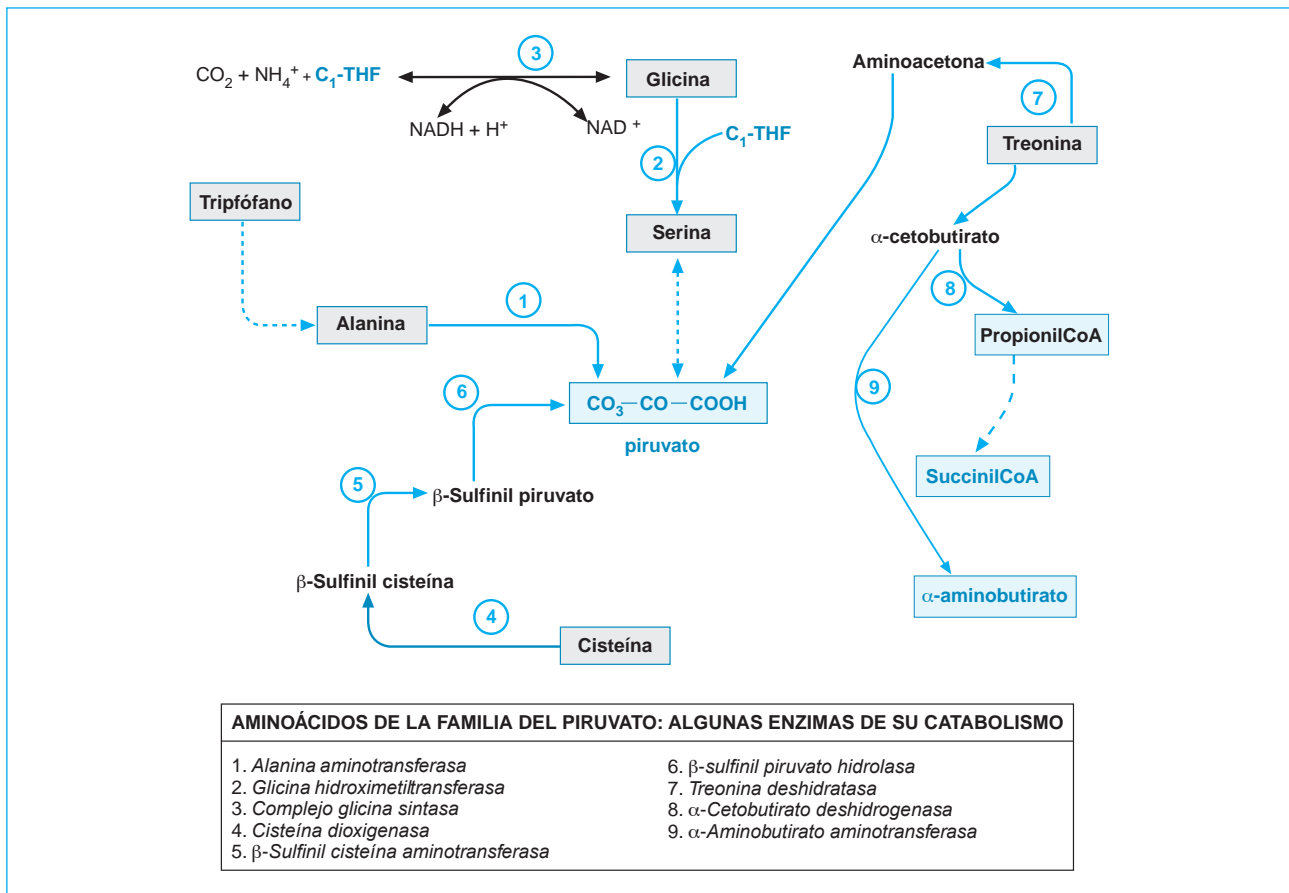 CO2 + NH4+ + C1-THF
3
Glicina
NADH + H+
NAD +
C1-THF
2
Serina
Aminoacetona
7
Treonina
α-cetobutirato
8
PropionilCoA
9
SuccinilCoA
α-aminobutirato
Tripfófano
Alanina
1
CO3—CO—COOH
piruvato
6
β-Sulfinil piruvato
5
β-Sulfinil cisteína
4
Cisteína
AMINOÁCIDOS DE LA FAMILIA DEL PIRUVATO: ALGUNAS ENZIMAS DE SU CATABOLISMO
1. Alanina aminotransferasa
2. Glicina hidroximetiltransferasa
3. Complejo glicina sintasa
4. Cisteína dioxigenasa
5. β-Sulfinil cisteína aminotransferasa
6. β-sulfinil piruvato hidrolasa
7. Treonina deshidratasa
8. α-Cetobutirato deshidrogenasa
9. α-Aminobutirato aminotransferasa